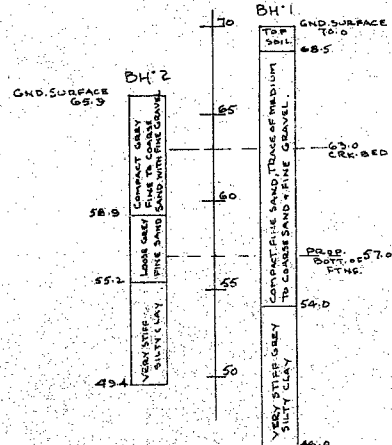 BH·1
70
GND. SURFACE
70.0
TOP
SOIL
68.5
BH·2
GND. SURFACE
65.9
65
COMPACT GREY
FINE TO COARSE
SAND WITH FINE GRAVEL
COMPACT FINE SAND, TRACE OF MEDIUM
TO COARSE SAND & FINE GRAVEL.
63.0
CRK. BED
60
58.9
LOOSE GREY
FINE SAND
PROP.
BOTT. OF
FTNG.
57.0
55.2
55
54.0
VERY STIFF
SILTY CLAY
VERY STIFF GREY
SILTY CLAY
50
49.4
46.0